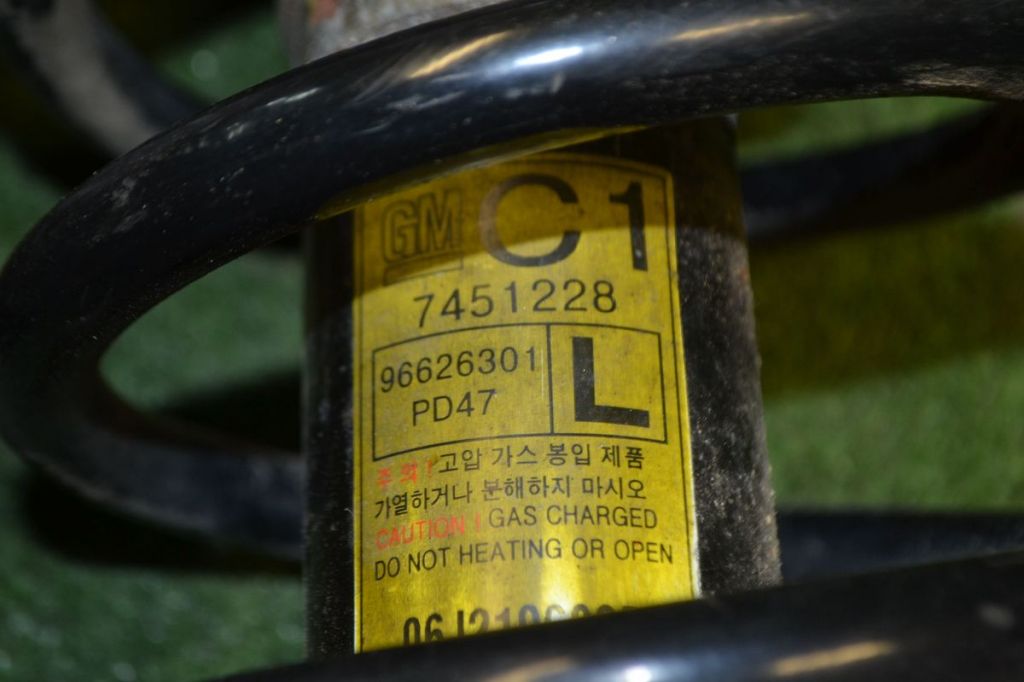 GM C1
7451228
96626301 L
PD47
주의! 고압 가스 봉입 제품
가열하거나 분해하지 마시오
CAUTION! GAS CHARGED
DO NOT HEATING OR OPEN